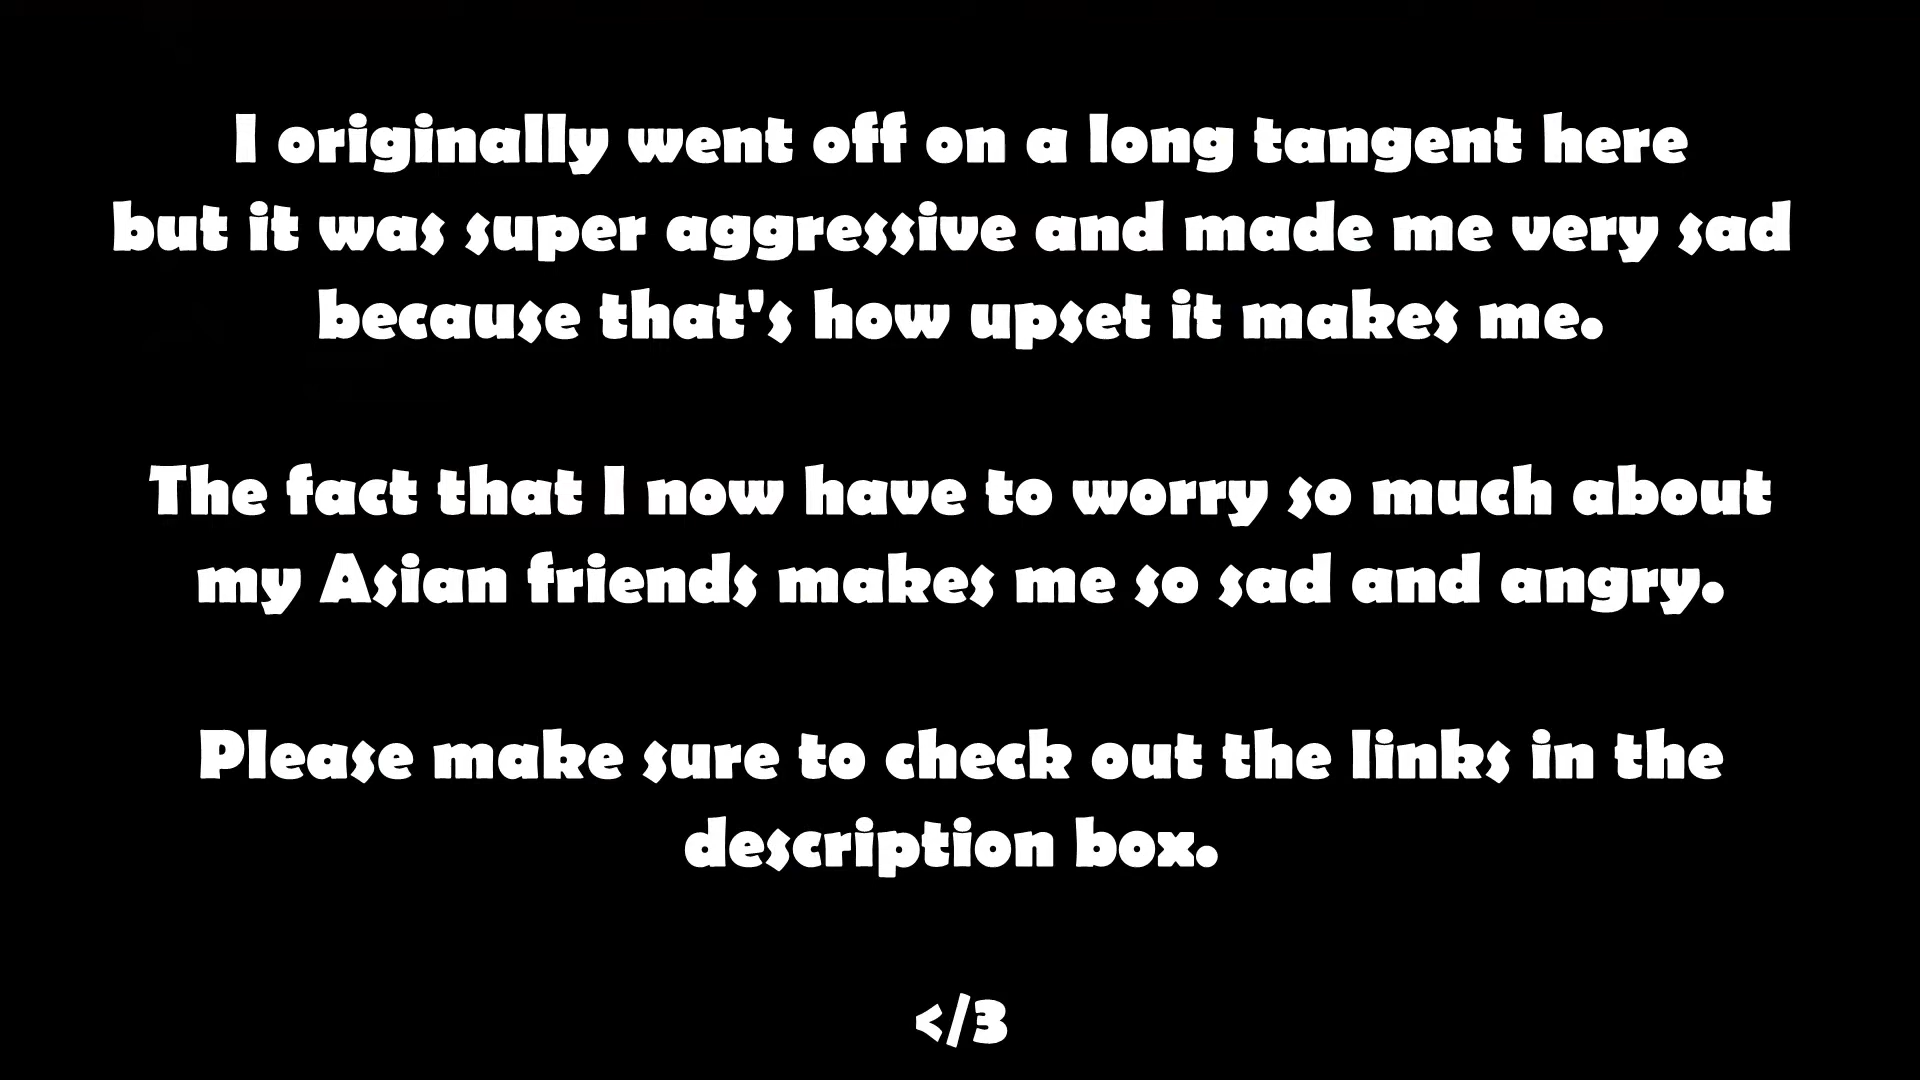 I originally went off on a long tangent here
but it was super aggressive and made me very sad
because that's how upset it makes me.
The fact that I now have to worry so much about
my Asian friends makes me so sad and angry.
Please make sure to check out the links in the
description box.
</3